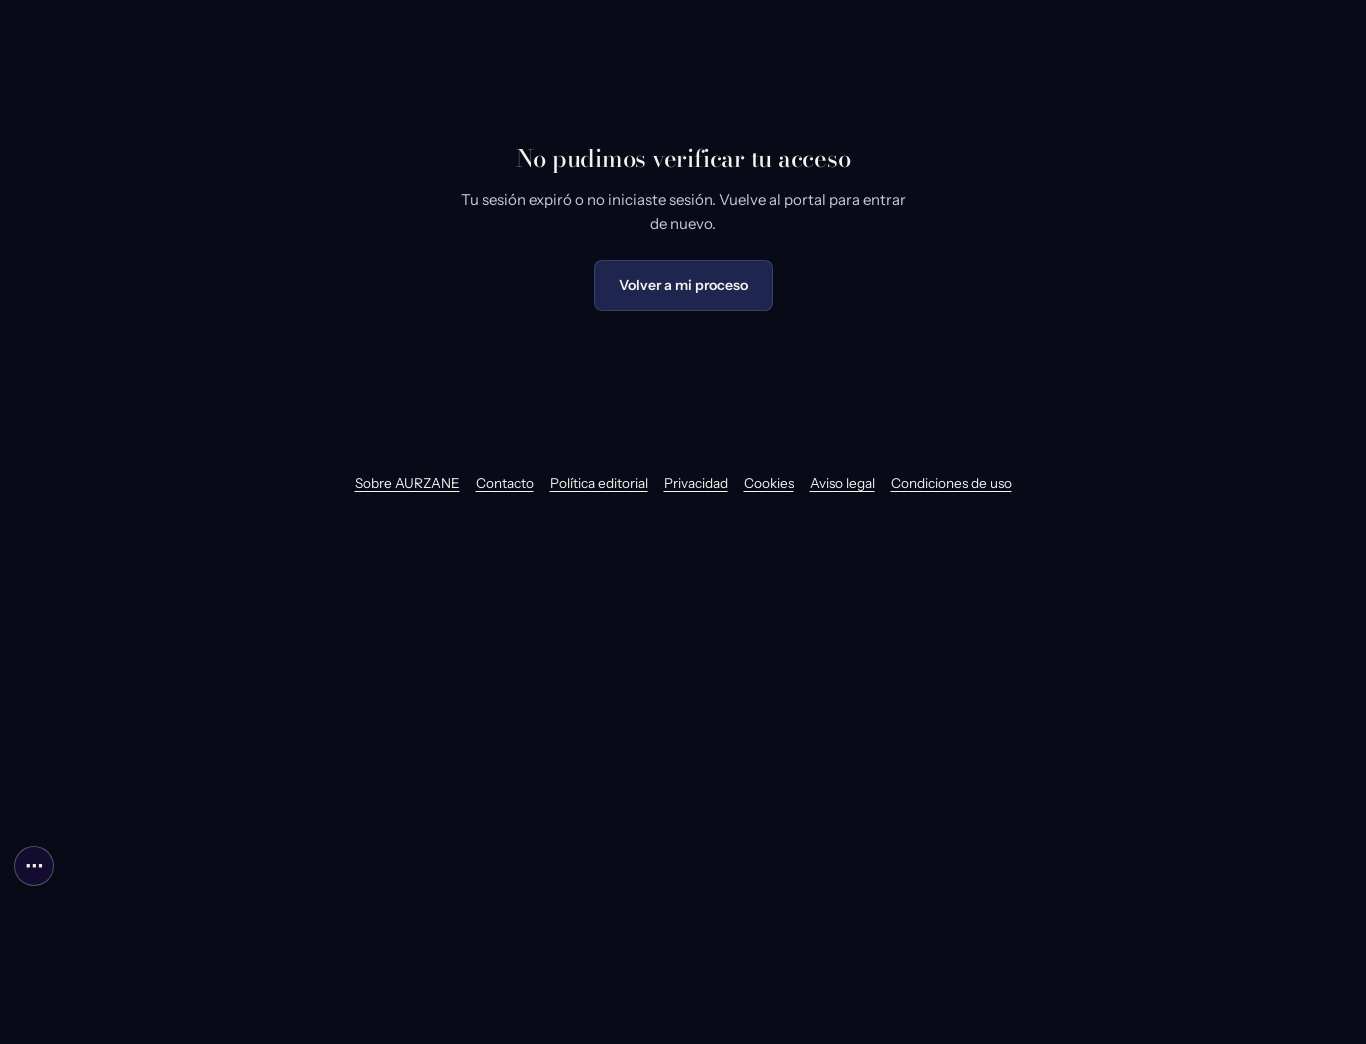 No pudimos verificar tu acceso
Tu sesión expiró o no iniciaste sesión. Vuelve al portal para entrar
de nuevo.
Volver a mi proceso
Sobre AURZANE Contacto Política editorial Privacidad Cookies Aviso legal Condiciones de uso